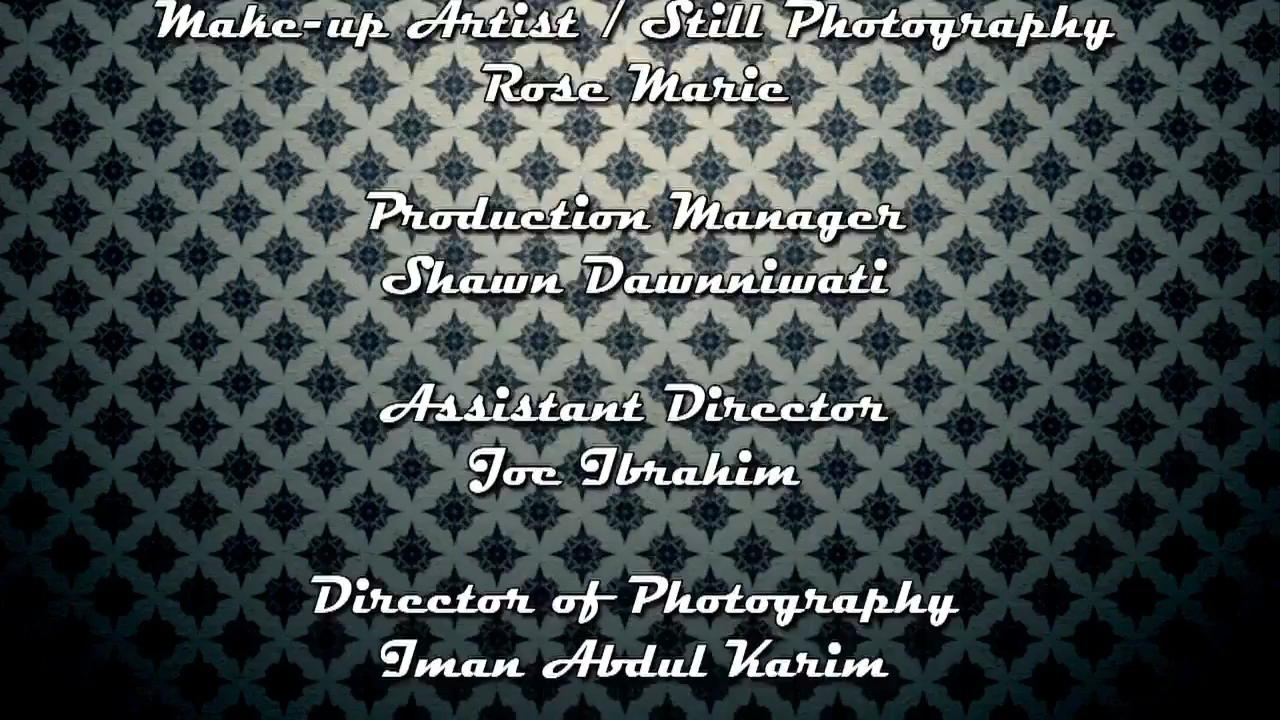 Make-up Artist / Still Photography
Rose Marie
Production Manager
Shawn Dawnniwati
Assistant Director
Joe Ibrahim
Director of Photography
Iman Abdul Karim